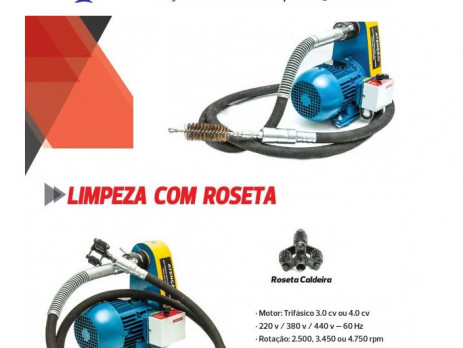 LIMPEZA COM ROSETA
Roseta Caldeira
· Motor: Trifásico 3.0 cv ou 4.0 cv
· 220 v / 380 v / 440 v – 60 Hz
· Rotação: 2.500, 3.450 ou 4.750 rpm